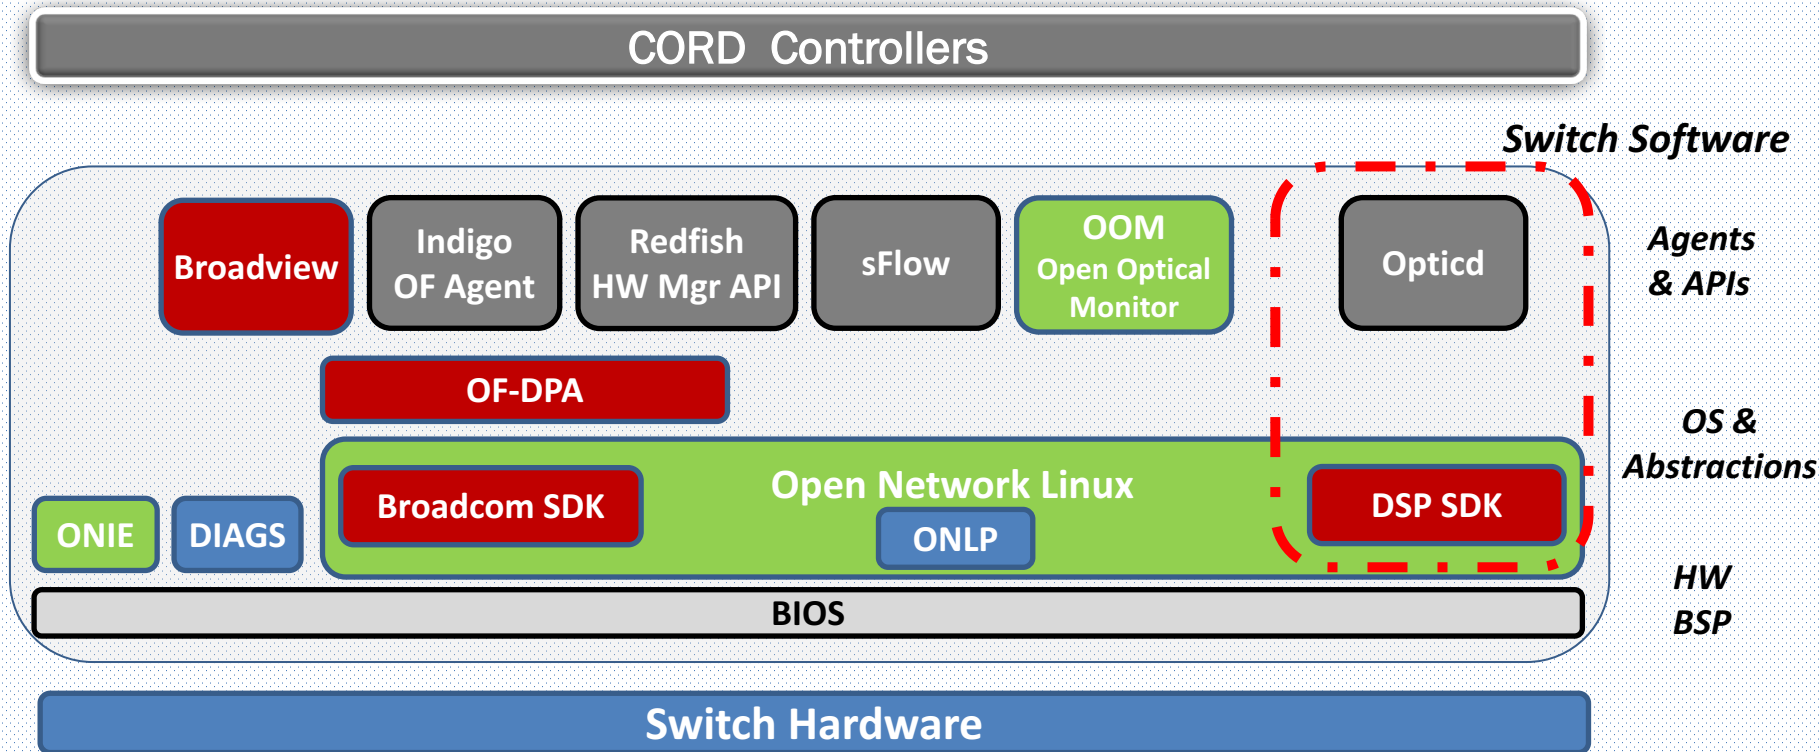 CORD Controllers
Switch Software
Broadview
Indigo
OF Agent
Redfish
HW Mgr API
sFlow
OOM
Open Optical
Monitor
Opticd
Agents
& APIs
OF-DPA
OS &
Abstractions
Open Network Linux
Broadcom SDK
ONLP
DSP SDK
ONIE
DIAGS
HW
BSP
BIOS
Switch Hardware